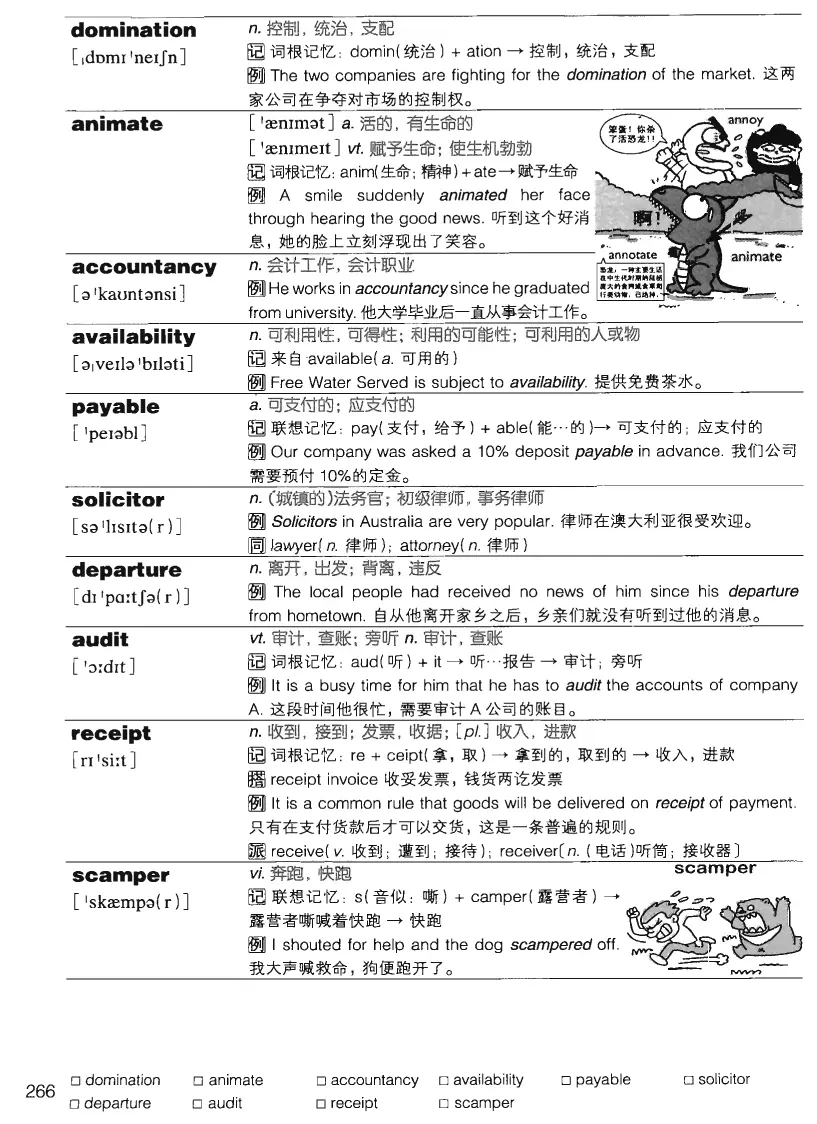 domination
[ˌdɒmɪˈneɪʃn]
n. 控制, 统治, 支配
[记] 词根记忆: domin(统治) + ation → 控制, 统治, 支配
[例] The two companies are fighting for the domination of the market. 这两
家公司在争夺对市场的控制权。
animate
[ˈænɪmət] a. 活的, 有生命的
[ˈænɪmeɪt] vt. 赋予生命; 使生机勃勃
[记] 词根记忆: anim(生命; 精神)+ate→赋予生命
[例] A smile suddenly animated her face
through hearing the good news. 听到这个好消
息, 她的脸上立刻浮现出了笑容。
笨蛋! 你杀
了活恐龙!!
annoy
啊!
annotate
animate
accountancy
[əˈkaʊntənsi]
n. 会计工作, 会计职业
[例] He works in accountancy since he graduated
from university. 他大学毕业后一直从事会计工作。
availability
[əˌveɪləˈbɪləti]
n. 可利用性, 可得性; 利用的可能性; 可利用的人或物
[记] 来自 available(a. 可用的)
[例] Free Water Served is subject to availability. 提供免费茶水。
payable
[ˈpeɪəbl]
a. 可支付的; 应支付的
[记] 联想记忆: pay(支付, 给予) + able(能…的)→ 可支付的; 应支付的
[例] Our company was asked a 10% deposit payable in advance. 我们公司
需要预付 10%的定金。
solicitor
[səˈlɪsɪtə(r)]
n. (城镇的)法务官; 初级律师, 事务律师
[例] Solicitors in Australia are very popular. 律师在澳大利亚很受欢迎。
[同] lawyer(n. 律师); attorney(n. 律师)
departure
[dɪˈpɑːtʃə(r)]
n. 离开, 出发; 背离, 违反
[例] The local people had received no news of him since his departure
from hometown. 自从他离开家乡之后, 乡亲们就没有听到过他的消息。
audit
[ˈɔːdɪt]
vt. 审计, 查账; 旁听 n. 审计, 查账
[记] 词根记忆: aud(听) + it → 听…报告 → 审计; 旁听
[例] It is a busy time for him that he has to audit the accounts of company
A. 这段时间他很忙, 需要审计 A 公司的账目。
receipt
[rɪˈsiːt]
n. 收到, 接到; 发票, 收据; [pl.] 收入, 进款
[记] 词根记忆: re + ceipt(拿, 取) → 拿到的, 取到的 → 收入, 进款
[搭] receipt invoice 收妥发票, 钱货两讫发票
[例] It is a common rule that goods will be delivered on receipt of payment.
只有在支付货款后才可以交货, 这是一条普遍的规则。
[派] receive(v. 收到; 遭到; 接待); receiver[n. (电话)听筒; 接收器]
scamper
[ˈskæmpə(r)]
vi. 奔跑, 快跑
[记] 联想记忆: s(音似: 嘶) + camper(露营者) →
露营者嘶喊着快跑 → 快跑
[例] I shouted for help and the dog scampered off.
我大声喊救命, 狗便跑开了。
scamper
266
□ domination □ animate □ accountancy □ availability □ payable □ solicitor
□ departure □ audit □ receipt □ scamper